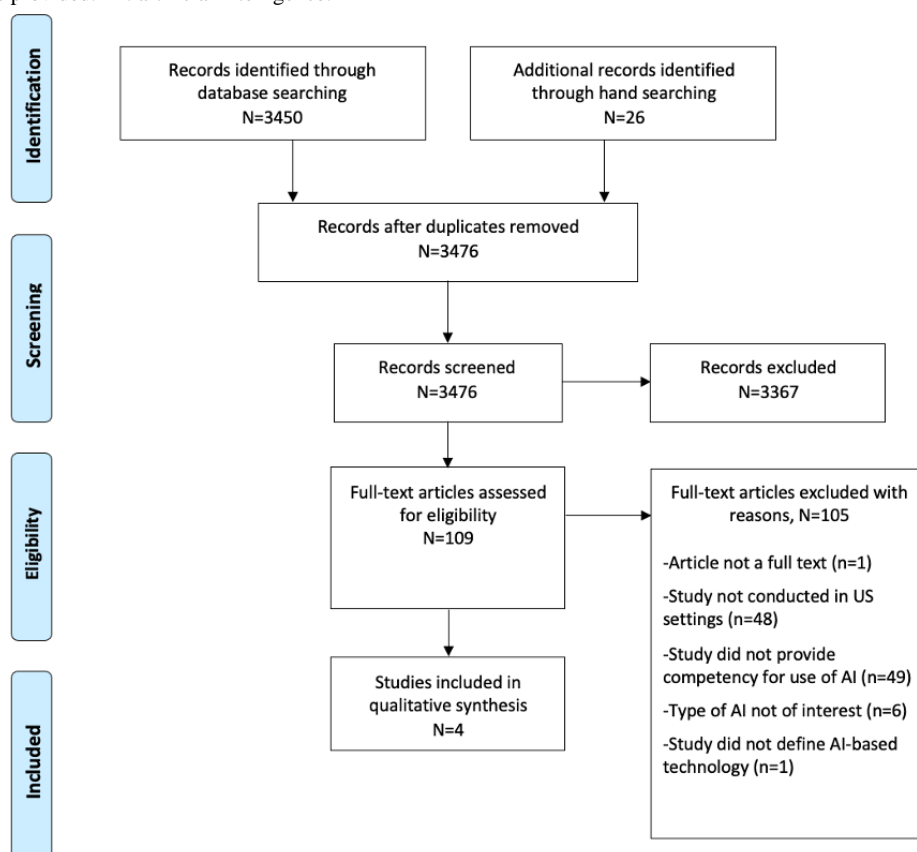 Identification
Records identified through
database searching
N=3450
Additional records identified
through hand searching
N=26
Records after duplicates removed
N=3476
Screening
Records screened
N=3476
Records excluded
N=3367
Eligibility
Full-text articles assessed
for eligibility
N=109
Full-text articles excluded with
reasons, N=105
-Article not a full text (n=1)
-Study not conducted in US
settings (n=48)
-Study did not provide
competency for use of AI (n=49)
-Type of AI not of interest (n=6)
-Study did not define AI-based
technology (n=1)
Included
Studies included in
qualitative synthesis
N=4